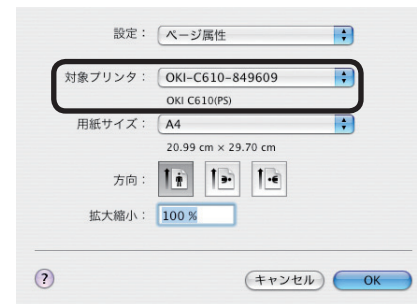 設定： ページ属性
対象プリンタ： OKI-C610-849609
OKI C610(PS)
用紙サイズ： A4
20.99 cm × 29.70 cm
方向：
拡大縮小： 100 %
? キャンセル OK